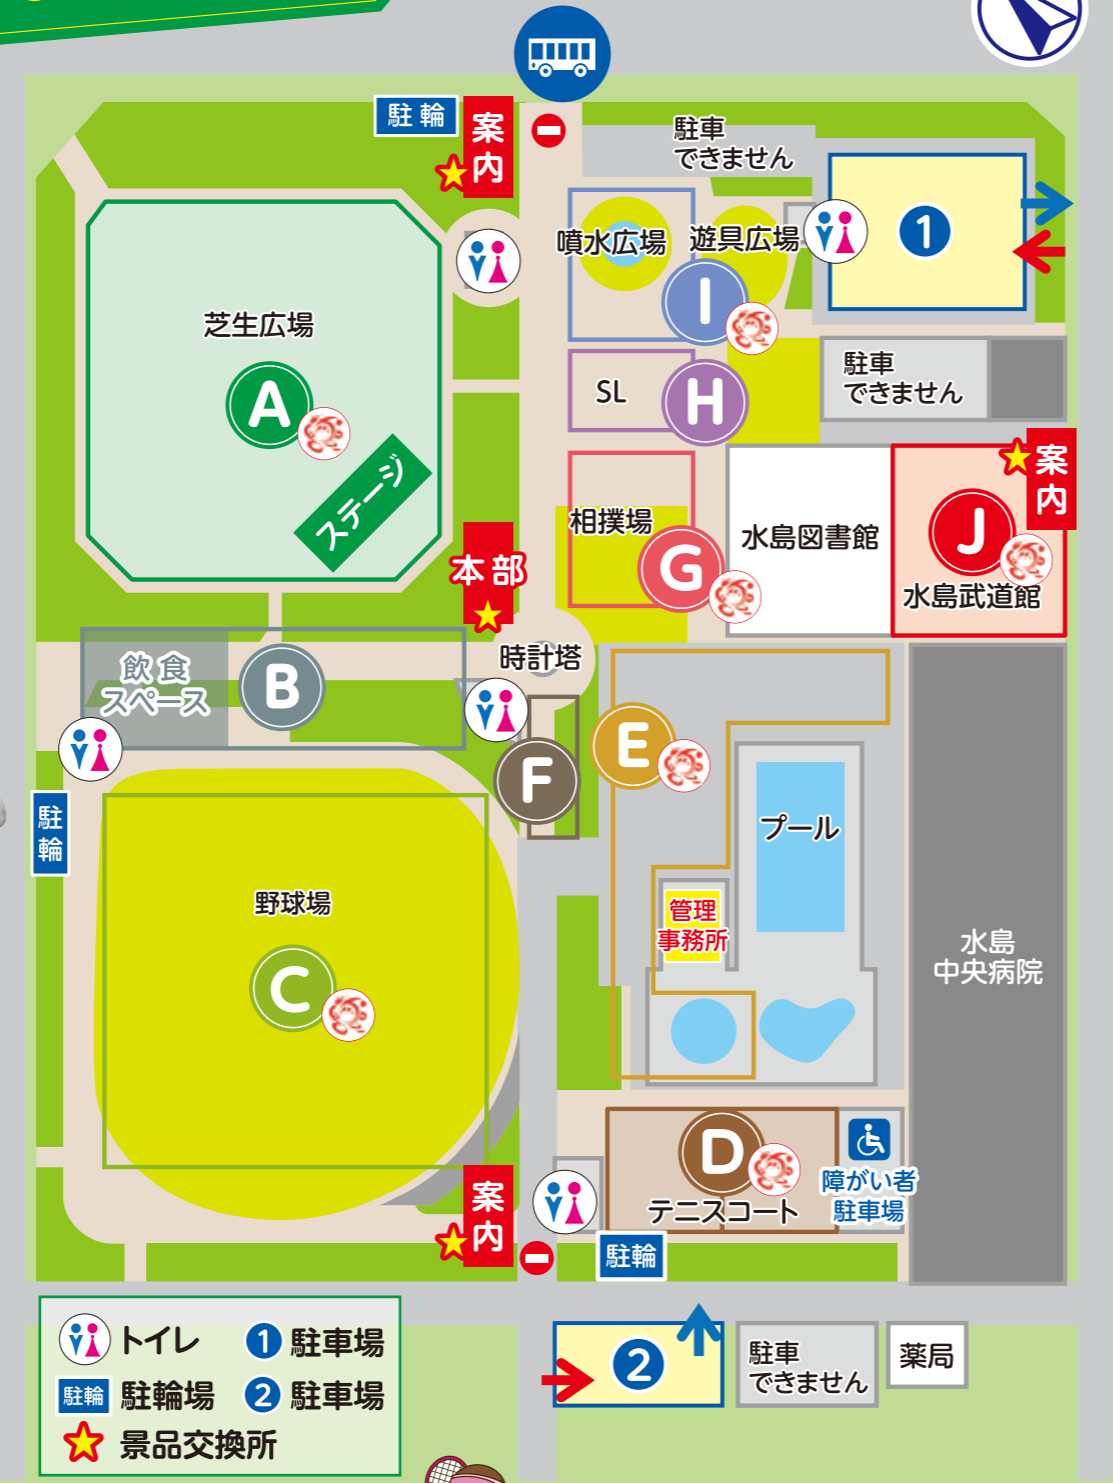 駐輪
案内
駐車
できません
噴水広場
遊具広場
1
I
芝生広場
A
ステージ
SL
H
駐車
できません
案内
相撲場
G
水島図書館
J
水島武道館
本部
時計塔
飲食
スペース
B
F
E
駐輪
プール
野球場
C
管理
事務所
水島
中央病院
D
テニスコート
障がい者
駐車場
案内
駐輪
トイレ
1 駐車場
駐輪 駐輪場
2 駐車場
景品交換所
2
駐車
できません
薬局